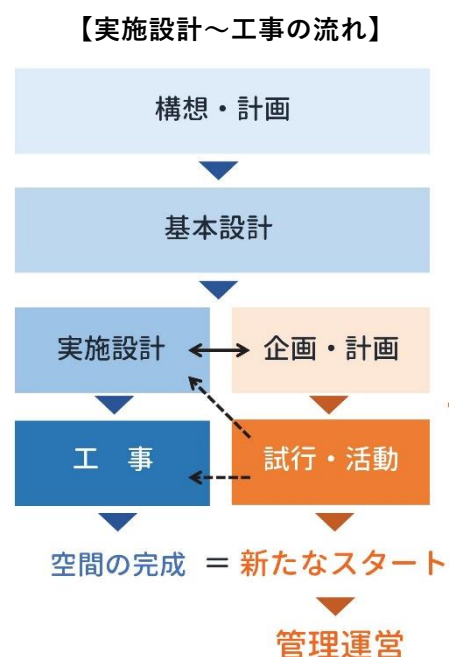 【実施設計～工事の流れ】
構想・計画
基本設計
実施設計 企画・計画
工　事 試行・活動
空間の完成 ＝ 新たなスタート
管理運営